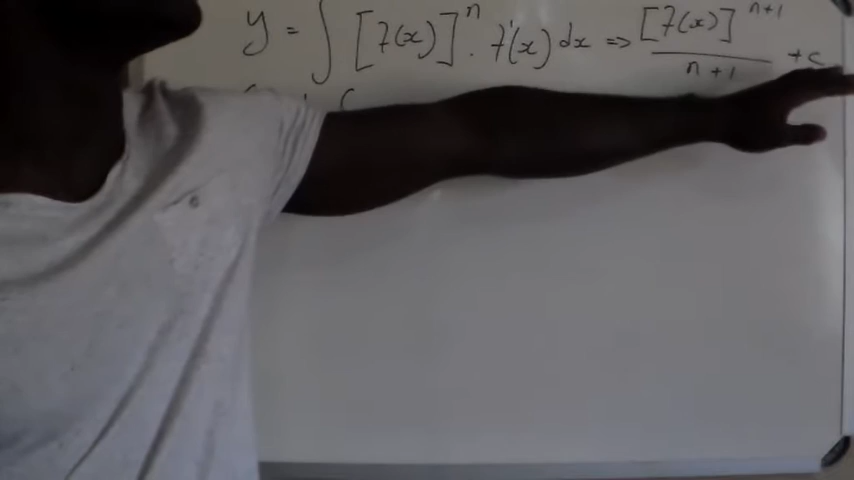 y = ∫ [f(x)]^n . f'(x) dx => [f(x)]^(n+1) / (n+1) + c